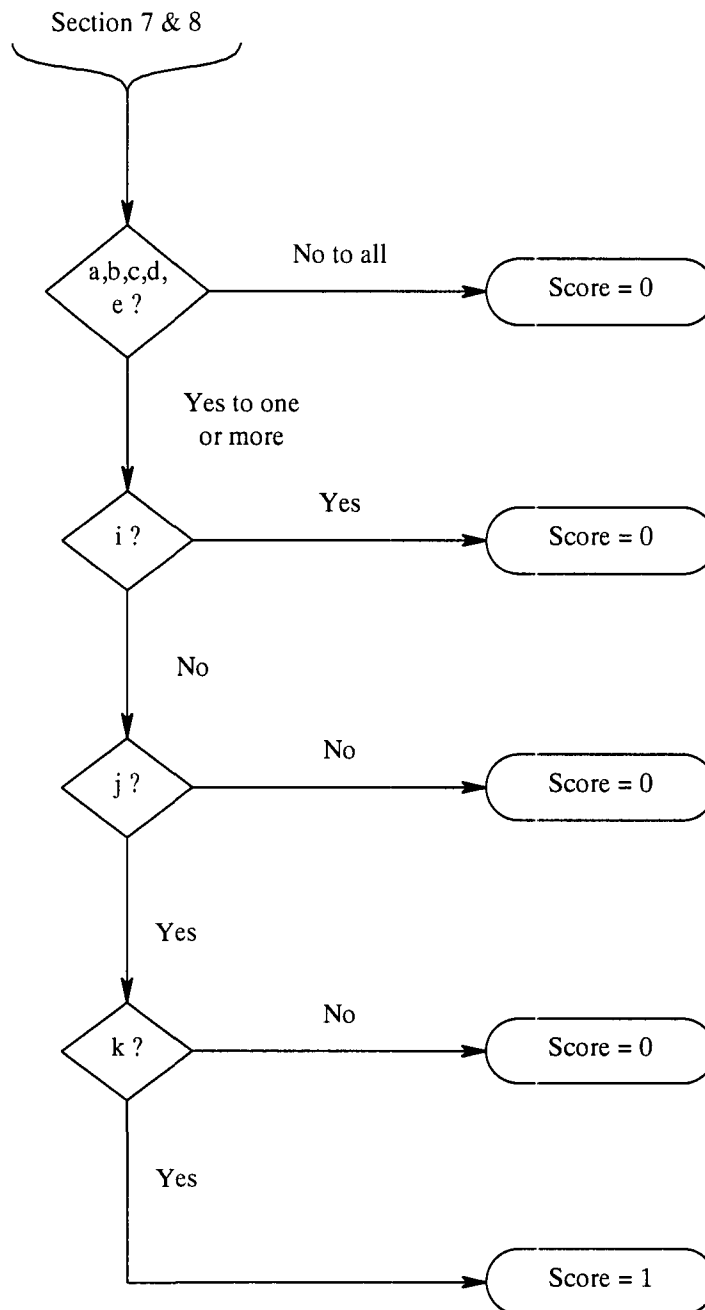 Section 7 & 8
a,b,c,d,
e ?
No to all
Score = 0
Yes to one
or more
i ?
Yes
Score = 0
No
j ?
No
Score = 0
Yes
k ?
No
Score = 0
Yes
Score = 1